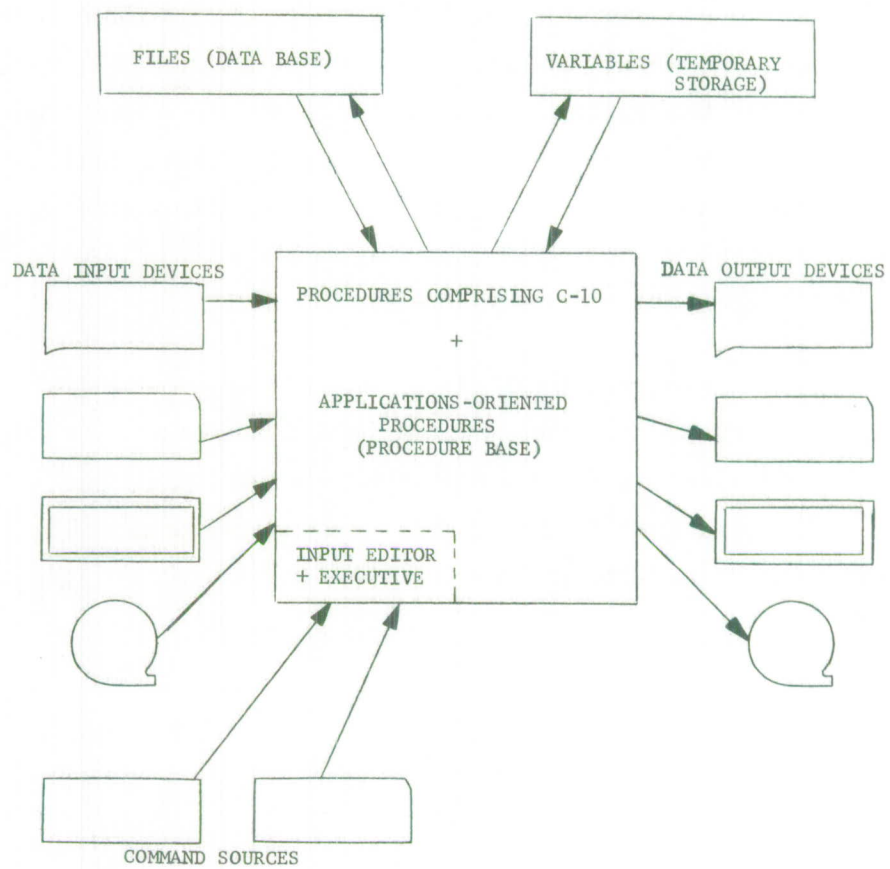 FILES (DATA BASE)
VARIABLES (TEMPORARY
STORAGE)
DATA INPUT DEVICES
DATA OUTPUT DEVICES
PROCEDURES COMPRISING C-10
+
APPLICATIONS-ORIENTED
PROCEDURES
(PROCEDURE BASE)
INPUT EDITOR
+ EXECUTIVE
COMMAND SOURCES